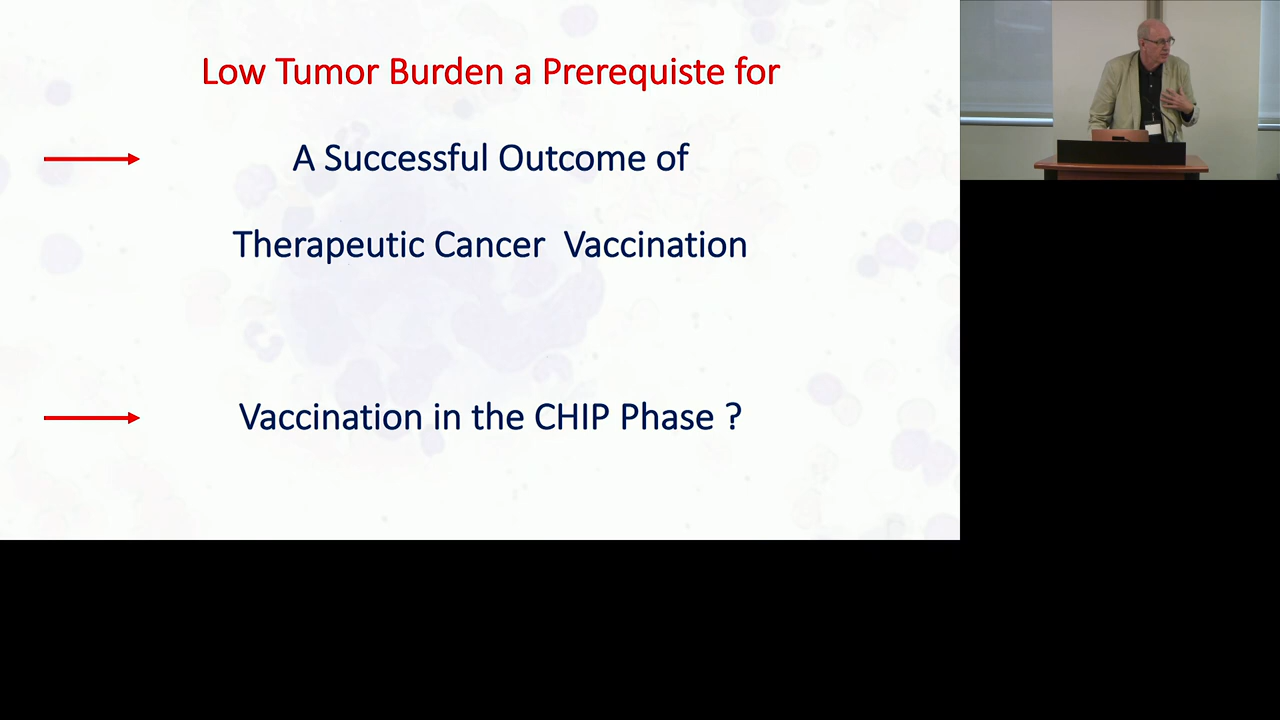 Low Tumor Burden a Prerequiste for
A Successful Outcome of
Therapeutic Cancer Vaccination
Vaccination in the CHIP Phase ?